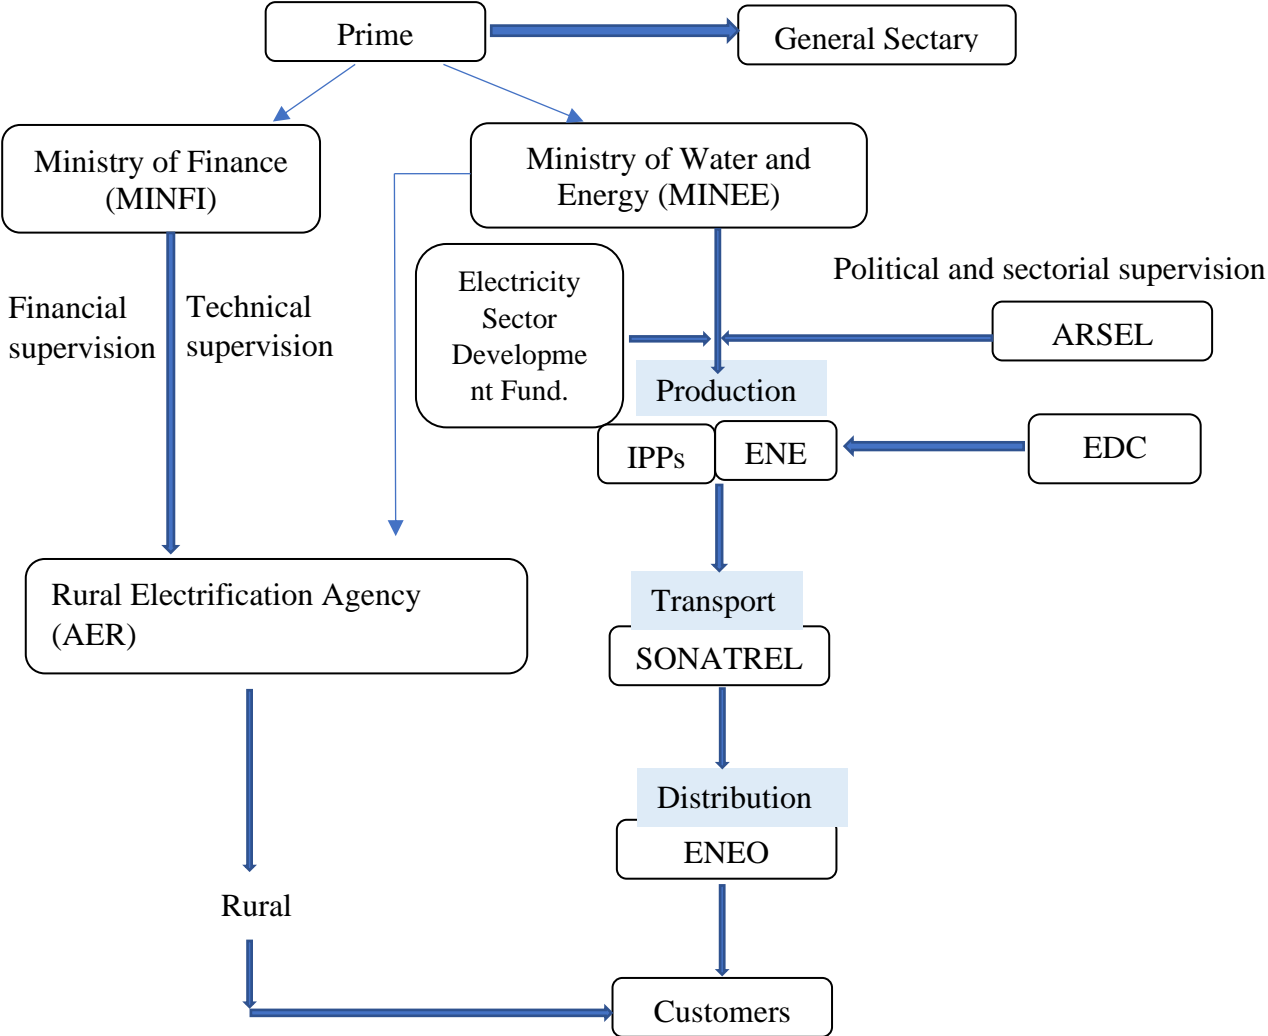 Prime
General Sectary
Ministry of Finance
(MINFI)
Ministry of Water and
Energy (MINEE)
Financial
supervision
Technical
supervision
Electricity
Sector
Developme
nt Fund.
Political and sectorial supervision
ARSEL
Production
IPPs
ENE
EDC
Rural Electrification Agency
(AER)
Transport
SONATREL
Distribution
ENEO
Rural
Customers